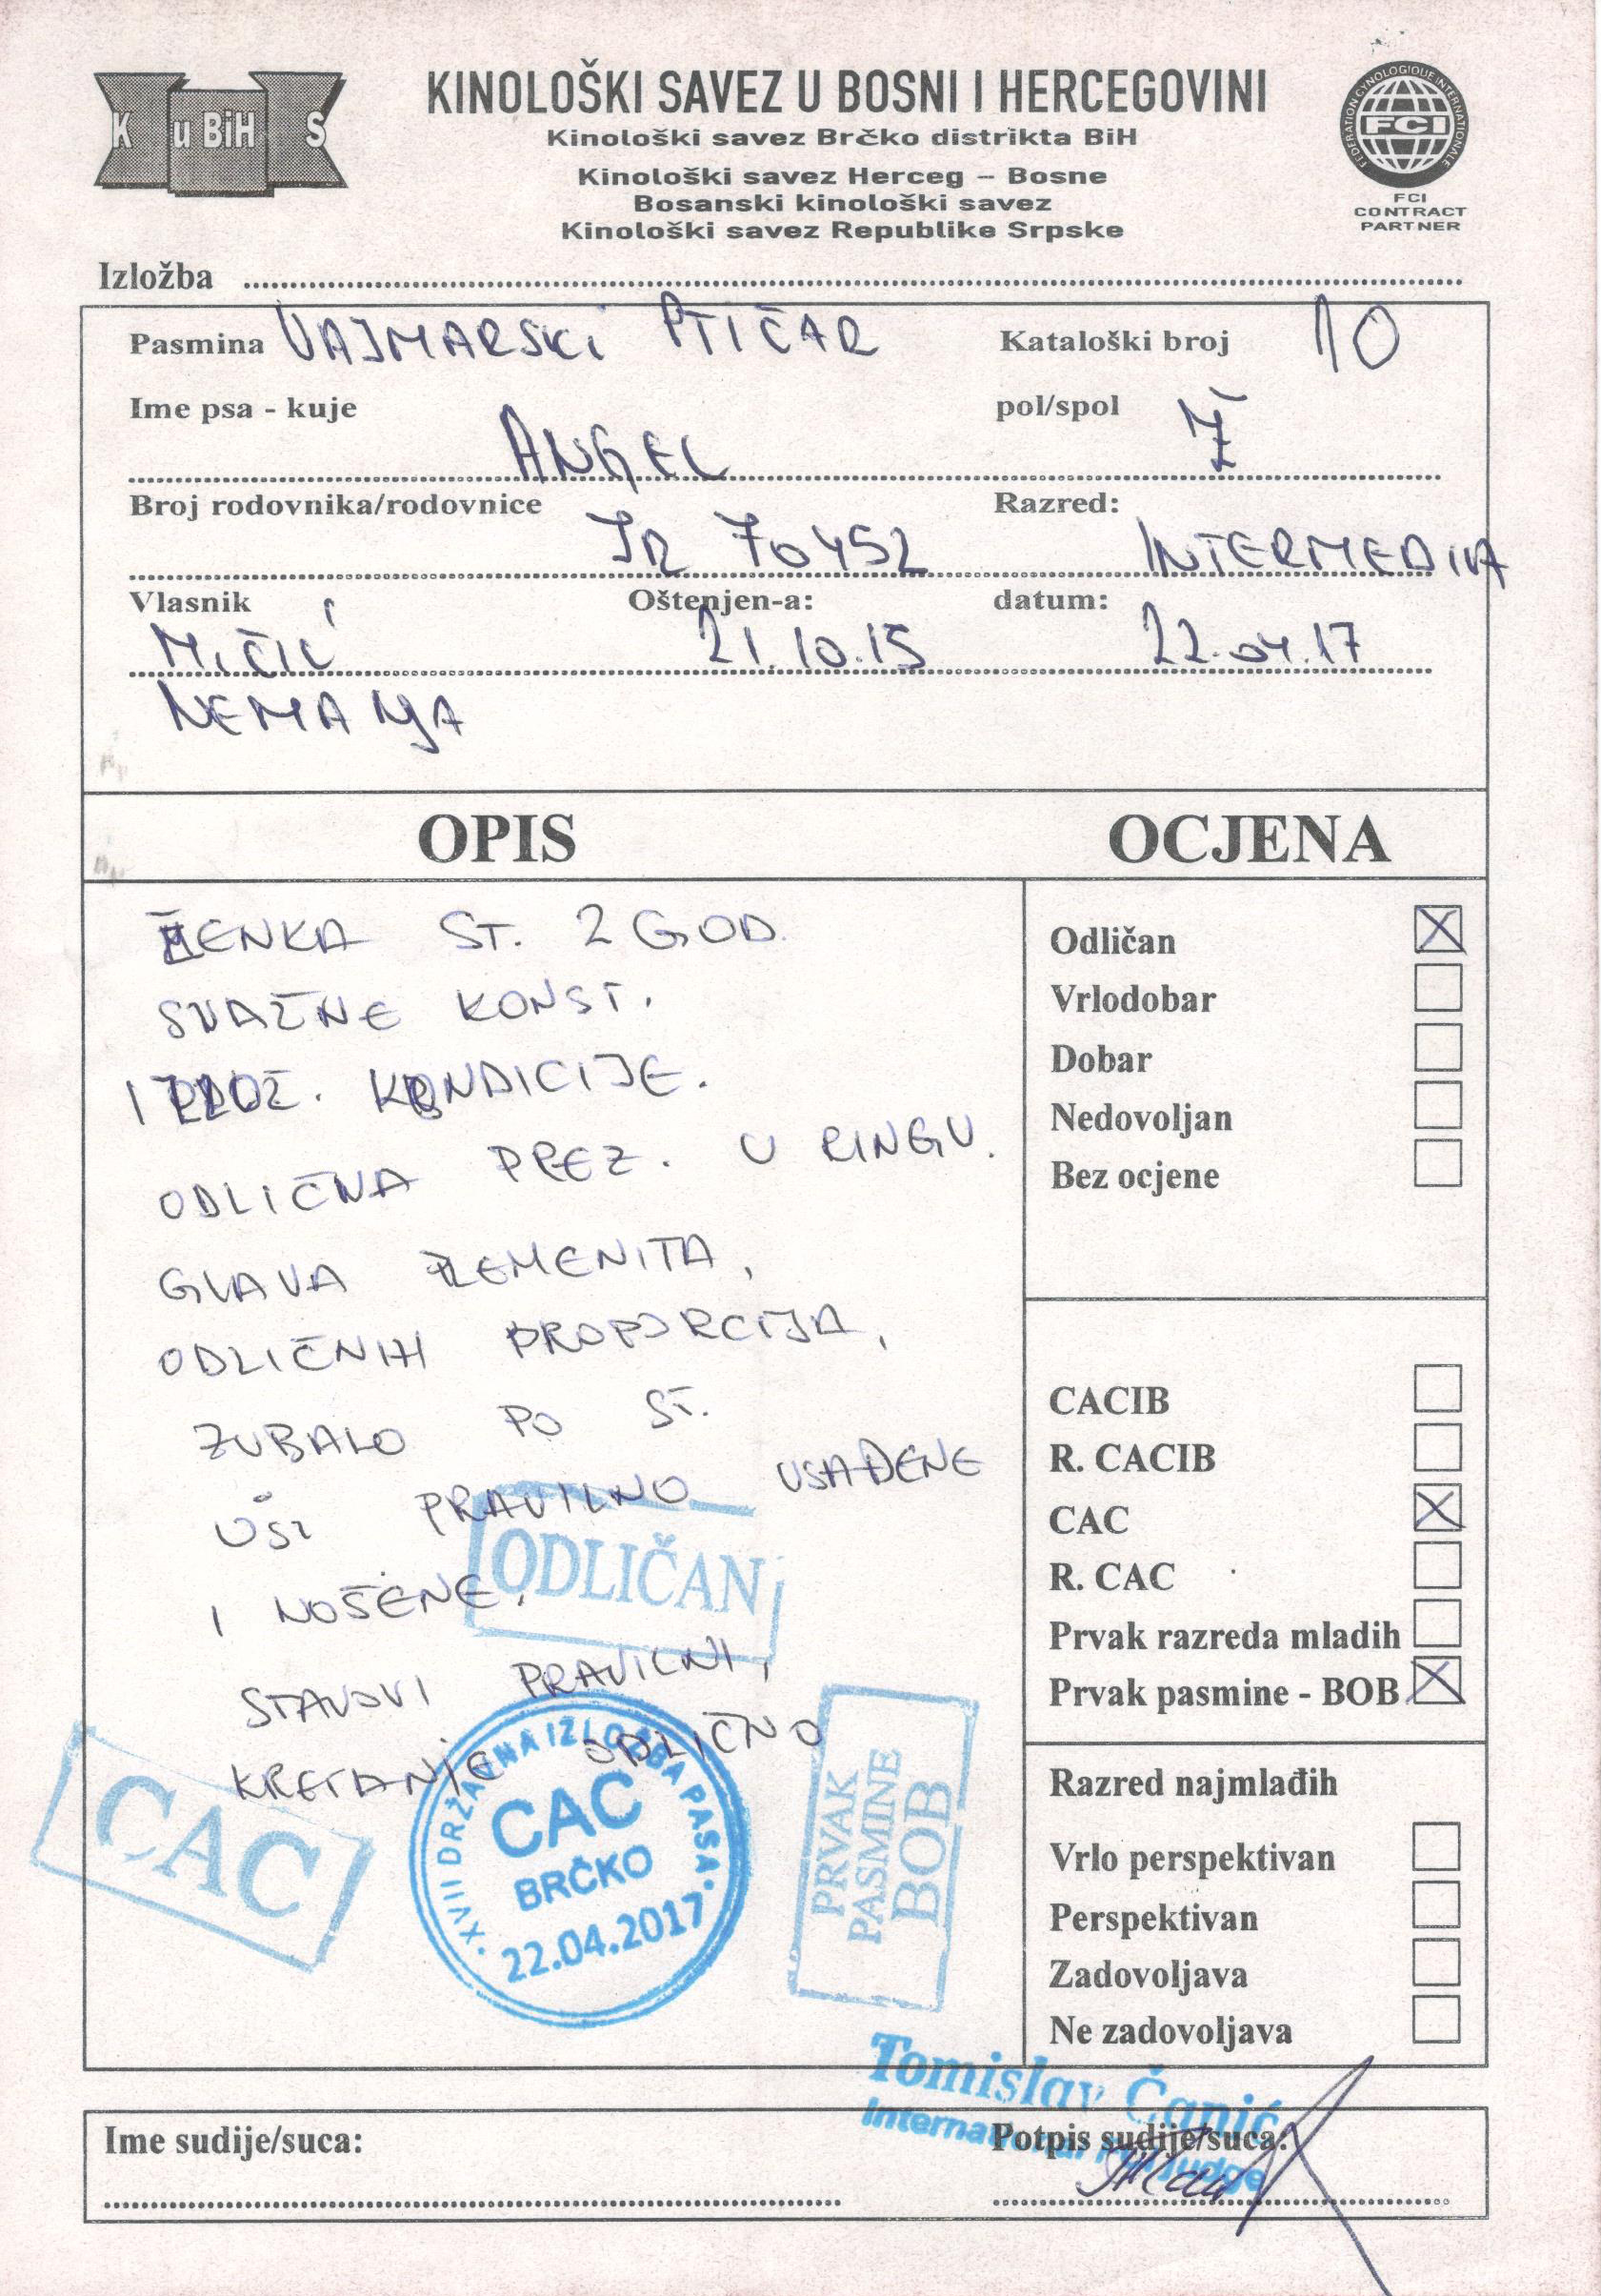 K u BiH S
KINOLOŠKI SAVEZ U BOSNI I HERCEGOVINI
Kinološki savez Brčko distrikta BiH
Kinološki savez Herceg – Bosne
Bosanski kinološki savez
Kinološki savez Republike Srpske
FEDERATION CYNOLOGIQUE INTERNATIONALE
FCI
FCI
CONTRACT
PARTNER
Izložba
Pasmina VAJMARSKI PTIČAR Kataloški broj 10
Ime psa - kuje ANGEL pol/spol Ž
Broj rodovnika/rodovnice JR 70452 Razred: INTERMEDIJA
Vlasnik Oštenjen-a: datum:
MIČIĆ 21.10.15 22.04.17
NEMANJA
OPIS OCJENA
ŽENKA ST. 2 GOD.
SNAŽNE KONST.
I KONDICIJE.
ODLIČNA PREZ. U RINGU.
GLAVA PLEMENITA,
ODLIČNIH PROPORCIJA,
ZUBALO PO ST.
UŠI PRAVILNO USAĐENE
I NOŠENE.
STAVOVI PRAVILNI,
KRETANJE ODLIČNO
ODLIČAN
CAC
XVII DRŽAVNA IZLOŽBA PASA
CAC
BRČKO
22.04.2017
PRVAK
PASMINE
BOB
Odličan
Vrlodobar
Dobar
Nedovoljan
Bez ocjene
CACIB
R. CACIB
CAC
R. CAC
Prvak razreda mladih
Prvak pasmine - BOB
Razred najmlađih
Vrlo perspektivan
Perspektivan
Zadovoljava
Ne zadovoljava
Tomislav Čanić
International Judge
Ime sudije/suca: Potpis sudije/suca: